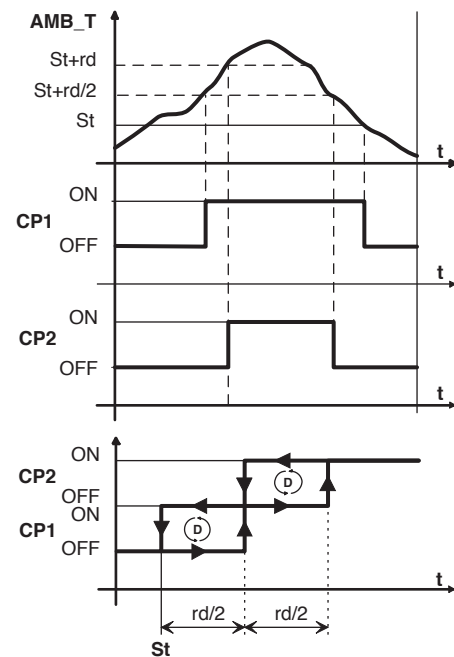 AMB_T
St+rd
St+rd/2
St
t
ON
CP1
OFF
t
ON
CP2
OFF
t
ON
CP2
OFF
D
ON
CP1
D
OFF
t
rd/2 rd/2
St